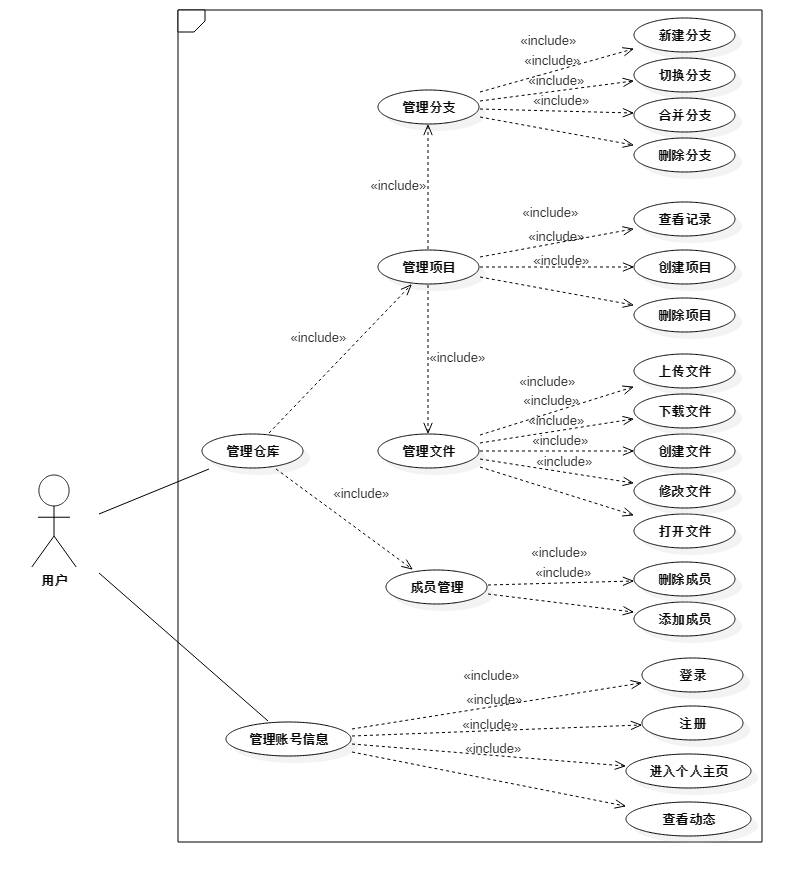 «include»
新建分支
«include»
切换分支
«include»
管理分支
«include»
合并分支
删除分支
«include»
«include»
查看记录
«include»
管理项目
«include»
创建项目
删除项目
«include»
«include»
上传文件
«include»
«include»
下载文件
«include»
管理仓库
管理文件
«include»
创建文件
«include»
修改文件
«include»
打开文件
«include»
用户
成员管理
«include»
删除成员
添加成员
«include»
登录
«include»
«include»
注册
管理账号信息
«include»
进入个人主页
查看动态